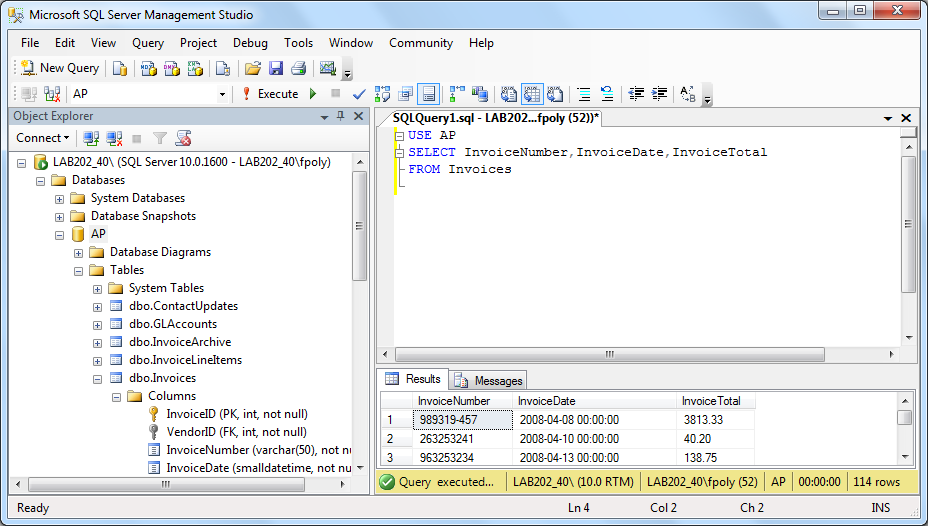 Microsoft SQL Server Management Studio
File Edit View Query Project Debug Tools Window Community Help
New Query
AP Execute
Object Explorer
Connect
LAB202_40\ (SQL Server 10.0.1600 - LAB202_40\fpoly)
Databases
System Databases
Database Snapshots
AP
Database Diagrams
Tables
System Tables
dbo.ContactUpdates
dbo.GLAccounts
dbo.InvoiceArchive
dbo.InvoiceLineItems
dbo.Invoices
Columns
InvoiceID (PK, int, not null)
VendorID (FK, int, not null)
InvoiceNumber (varchar(50), not nu
InvoiceDate (smalldatetime, not nu
SQLQuery1.sql - LAB202...fpoly (52))*
USE AP
SELECT InvoiceNumber,InvoiceDate,InvoiceTotal
FROM Invoices
Results Messages
InvoiceNumber InvoiceDate InvoiceTotal
1 989319-457 2008-04-08 00:00:00 3813.33
2 263253241 2008-04-10 00:00:00 40.20
3 963253234 2008-04-13 00:00:00 138.75
Query executed... LAB202_40\ (10.0 RTM) LAB202_40\fpoly (52) AP 00:00:00 114 rows
Ready Ln 4 Col 2 Ch 2 INS